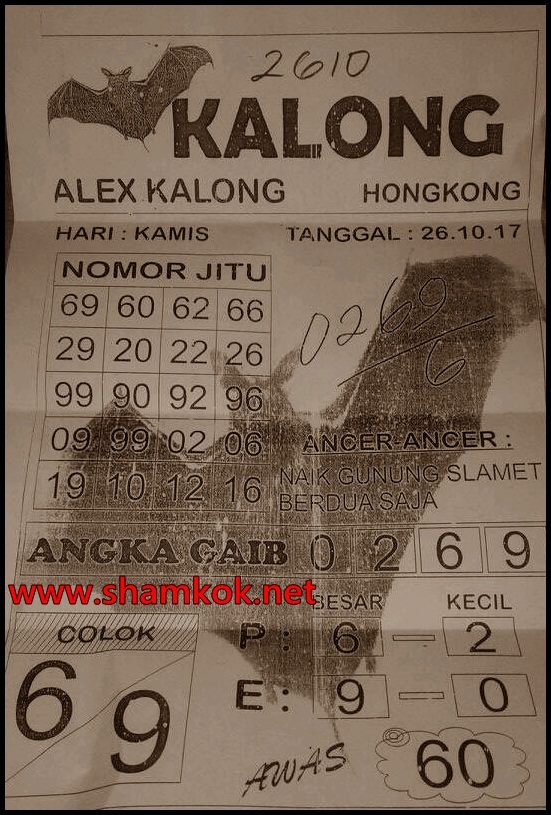 2610
KALONG
ALEX KALONG HONGKONG
HARI : KAMIS TANGGAL : 26.10.17
NOMOR JITU
69 60 62 66
29 20 22 26
99 90 92 96
09 99 02 06
19 10 12 16
0269
6
ANCER-ANCER :
NAIK GUNUNG SLAMET
BERDUA SAJA
ANGKA GAIB 0 2 6 9
www.shamkok.net
BESAR KECIL
COLOK
6 9
P : 6 — 2
E : 9 — 0
AWAS
60